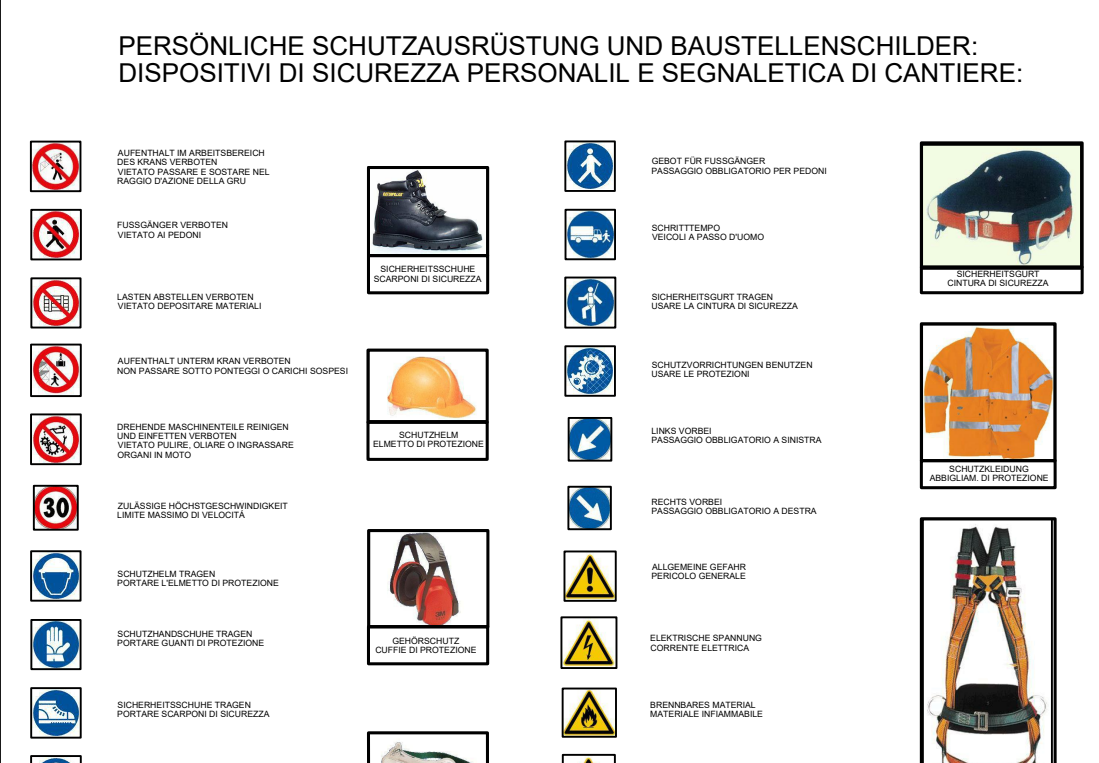 PERSÖNLICHE SCHUTZAUSRÜSTUNG UND BAUSTELLENSCHILDER:
DISPOSITIVI DI SICUREZZA PERSONALIL E SEGNALETICA DI CANTIERE:
AUFENTHALT IM ARBEITSBEREICH
DES KRANS VERBOTEN
VIETATO PASSARE E SOSTARE NEL
RAGGIO D'AZIONE DELLA GRU
FUSSGÄNGER VERBOTEN
VIETATO AI PEDONI
LASTEN ABSTELLEN VERBOTEN
VIETATO DEPOSITARE MATERIALI
AUFENTHALT UNTERM KRAN VERBOTEN
NON PASSARE SOTTO PONTEGGI O CARICHI SOSPESI
DREHENDE MASCHINENTEILE REINIGEN
UND EINFETTEN VERBOTEN
VIETATO PULIRE, OLIARE O INGRASSARE
ORGANI IN MOTO
30
ZULÄSSIGE HÖCHSTGESCHWINDIGKEIT
LIMITE MASSIMO DI VELOCITÁ
SCHUTZHELM TRAGEN
PORTARE L'ELMETTO DI PROTEZIONE
SCHUTZHANDSCHUHE TRAGEN
PORTARE GUANTI DI PROTEZIONE
SICHERHEITSSCHUHE TRAGEN
PORTARE SCARPONI DI SICUREZZA
SICHERHEITSSCHUHE
SCARPONI DI SICUREZZA
SCHUTZHELM
ELMETTO DI PROTEZIONE
3M
GEHÖRSCHUTZ
CUFFIE DI PROTEZIONE
GEBOT FÜR FUSSGÄNGER
PASSAGGIO OBBLIGATORIO PER PEDONI
SCHRITTTEMPO
VEICOLI A PASSO D'UOMO
SICHERHEITSGURT TRAGEN
USARE LA CINTURA DI SICUREZZA
SCHUTZVORRICHTUNGEN BENUTZEN
USARE LE PROTEZIONI
LINKS VORBEI
PASSAGGIO OBBLIGATORIO A SINISTRA
RECHTS VORBEI
PASSAGGIO OBBLIGATORIO A DESTRA
ALLGEMEINE GEFAHR
PERICOLO GENERALE
ELEKTRISCHE SPANNUNG
CORRENTE ELETTRICA
BRENNBARES MATERIAL
MATERIALE INFIAMMABILE
SICHERHEITSGURT
CINTURA DI SICUREZZA
SCHUTZKLEIDUNG
ABBIGLIAM. DI PROTEZIONE